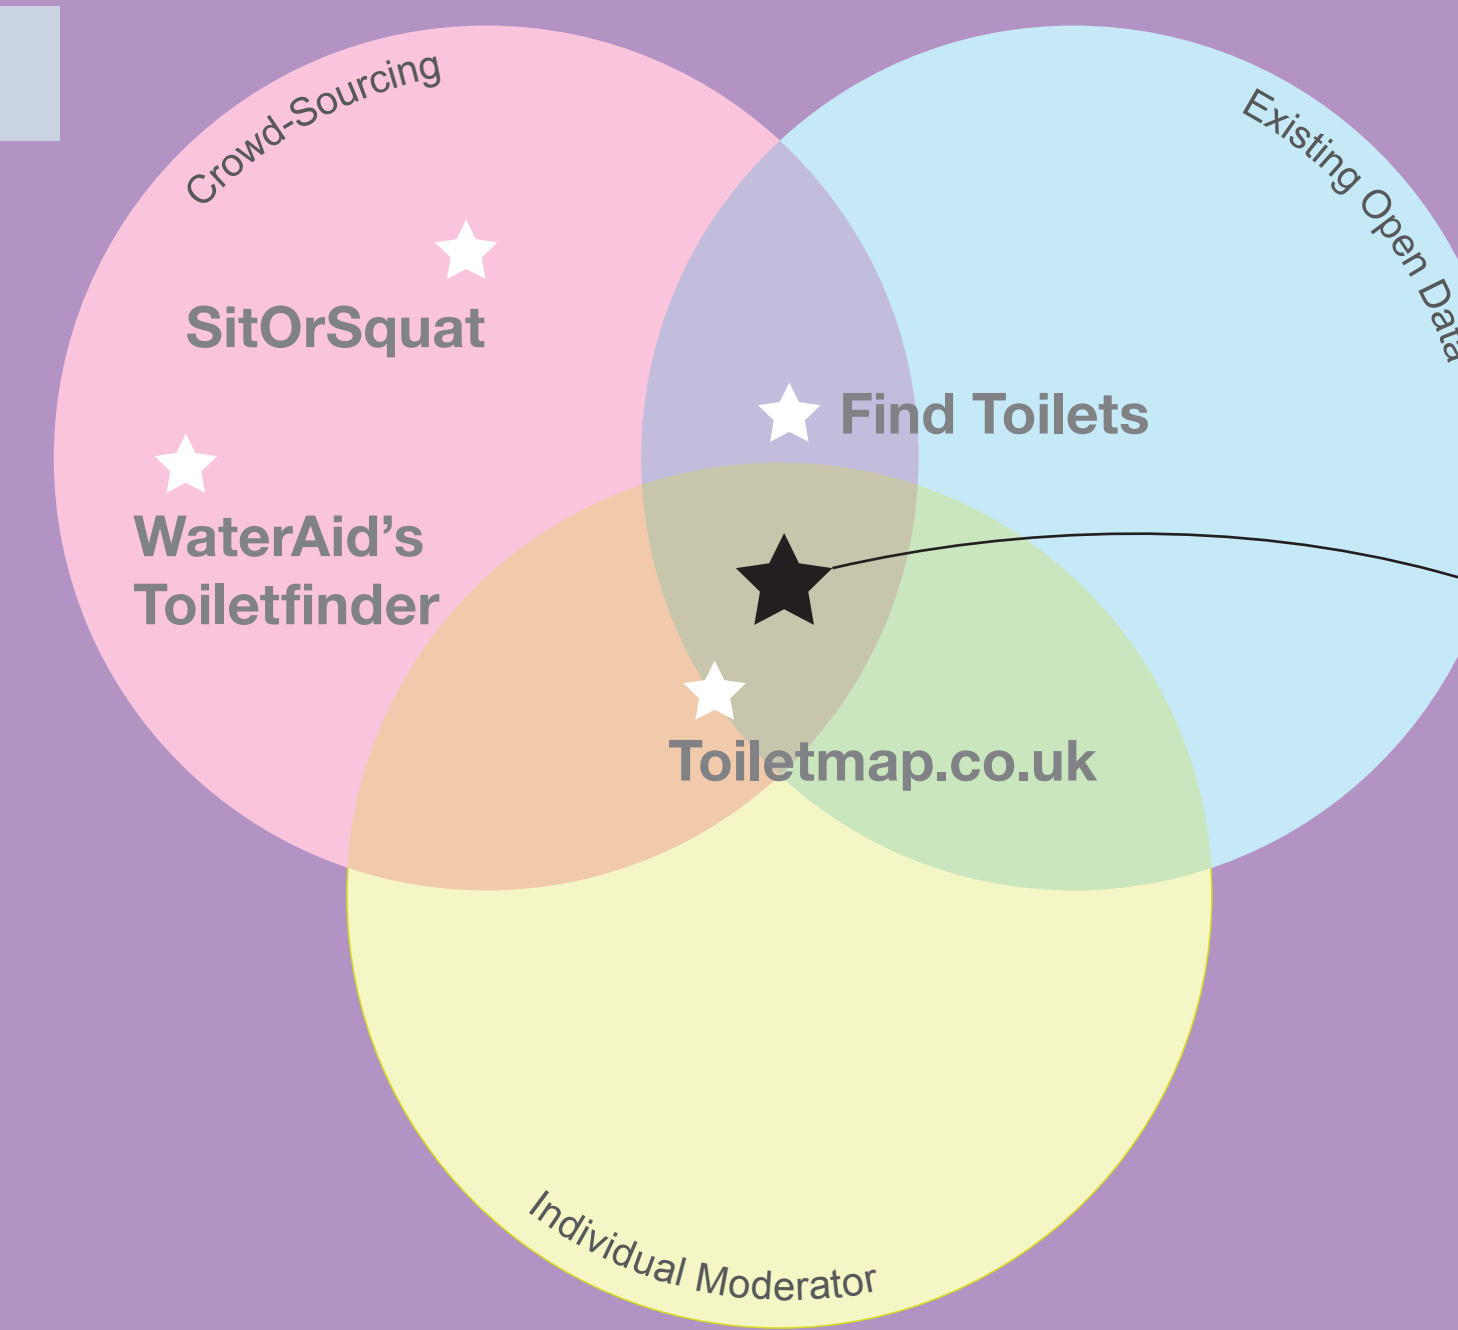 Crowd-Sourcing
Existing Open Data
SitOrSquat
Find Toilets
WaterAid’s
Toiletfinder
Toiletmap.co.uk
Individual Moderator